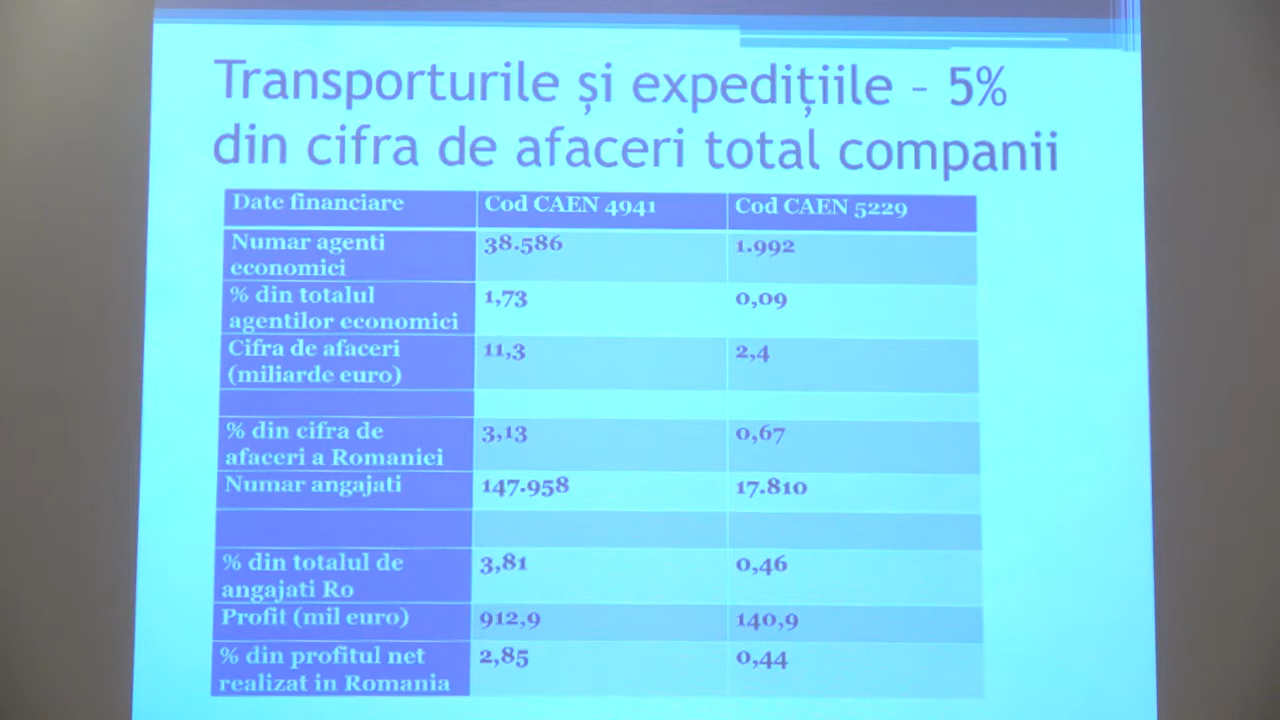 Transporturile și expedițiile – 5%
din cifra de afaceri total companii
Date financiare Cod CAEN 4941 Cod CAEN 5229
Numar agenti economici 38.586 1.992
% din totalul agentilor economici 1,73 0,09
Cifra de afaceri (miliarde euro) 11,3 2,4
% din cifra de afaceri a Romaniei 3,13 0,67
Numar angajati 147.958 17.810
% din totalul de angajati Ro 3,81 0,46
Profit (mil euro) 912,9 140,9
% din profitul net realizat in Romania 2,85 0,44